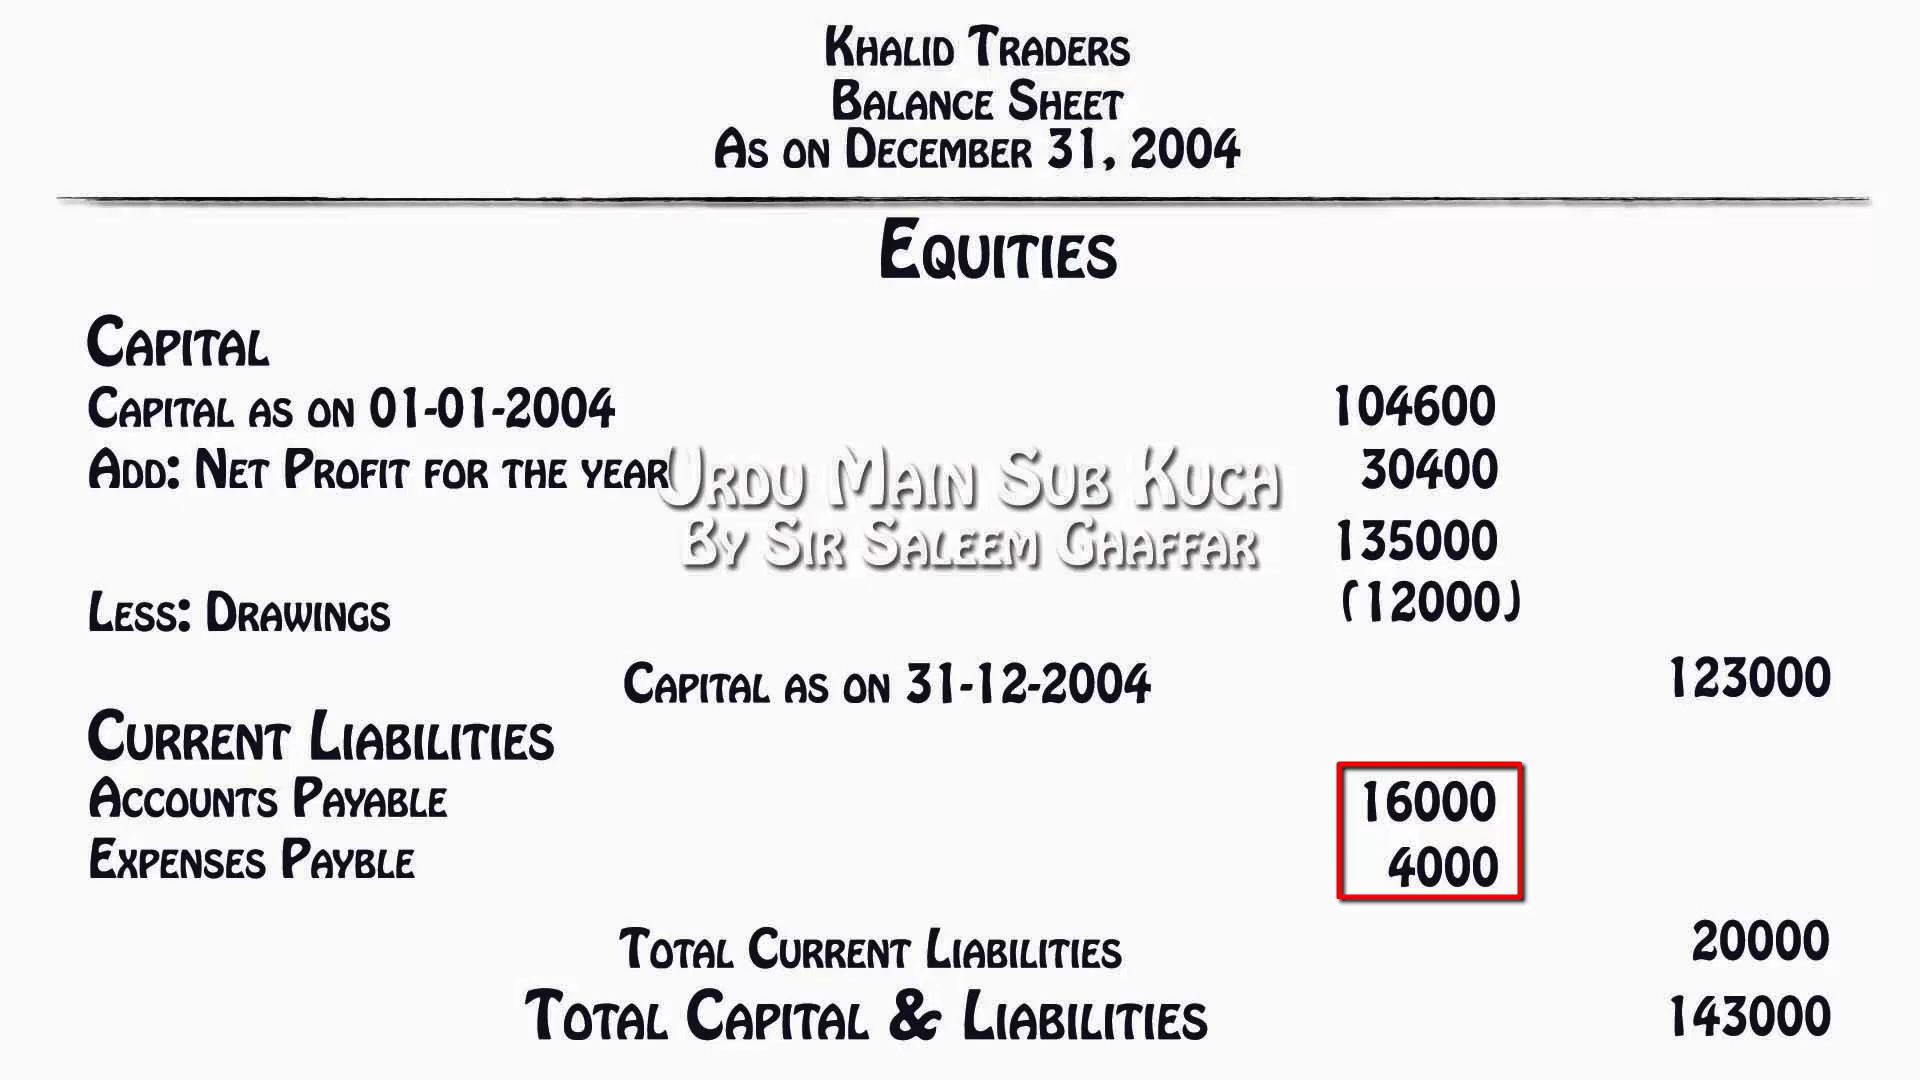 Khalid Traders
Balance Sheet
As on December 31, 2004
Equities
Capital
Capital as on 01-01-2004 104600
Add: Net Profit for the year 30400
Urdu Main Sub Kuch
By Sir Saleem Ghaffar
135000
Less: Drawings (12000)
Capital as on 31-12-2004 123000
Current Liabilities
Accounts Payable 16000
Expenses Payble 4000
Total Current Liabilities 20000
Total Capital & Liabilities 143000